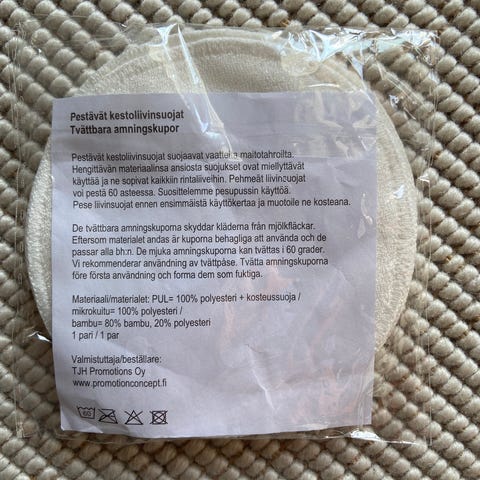 Pestävät kestoliivinsuojat
Tvättbara amningskupor
Pestävät kestoliivinsuojat suojaavat vaatteita maitotahroilta.
Hengittävän materiaalinsa ansiosta suojukset ovat miellyttävät
käyttää ja ne sopivat kaikkiin rintaliiveihin. Pehmeät liivinsuojat
voi pestä 60 asteessa. Suosittelemme pesupussin käyttöä.
Pese liivinsuojat ennen ensimmäistä käyttökertaa ja muotoile ne kosteana.
De tvättbara amningskuporna skyddar kläderna från mjölkfläckar.
Eftersom materialet andas är kuporna behagliga att använda och de
passar alla bh:n. De mjuka amningskuporna kan tvättas i 60 grader.
Vi rekommenderar användning av tvättpåse. Tvätta amningskuporna
före första användning och forma dem som fuktiga.
Materiaali/materialet: PUL= 100% polyesteri + kosteussuoja /
mikrokuitu= 100% polyesteri /
bambu= 80% bambu, 20% polyesteri
1 pari / 1 par
Valmistuttaja/beställare:
TJH Promotions Oy
www.promotionconcept.fi
60